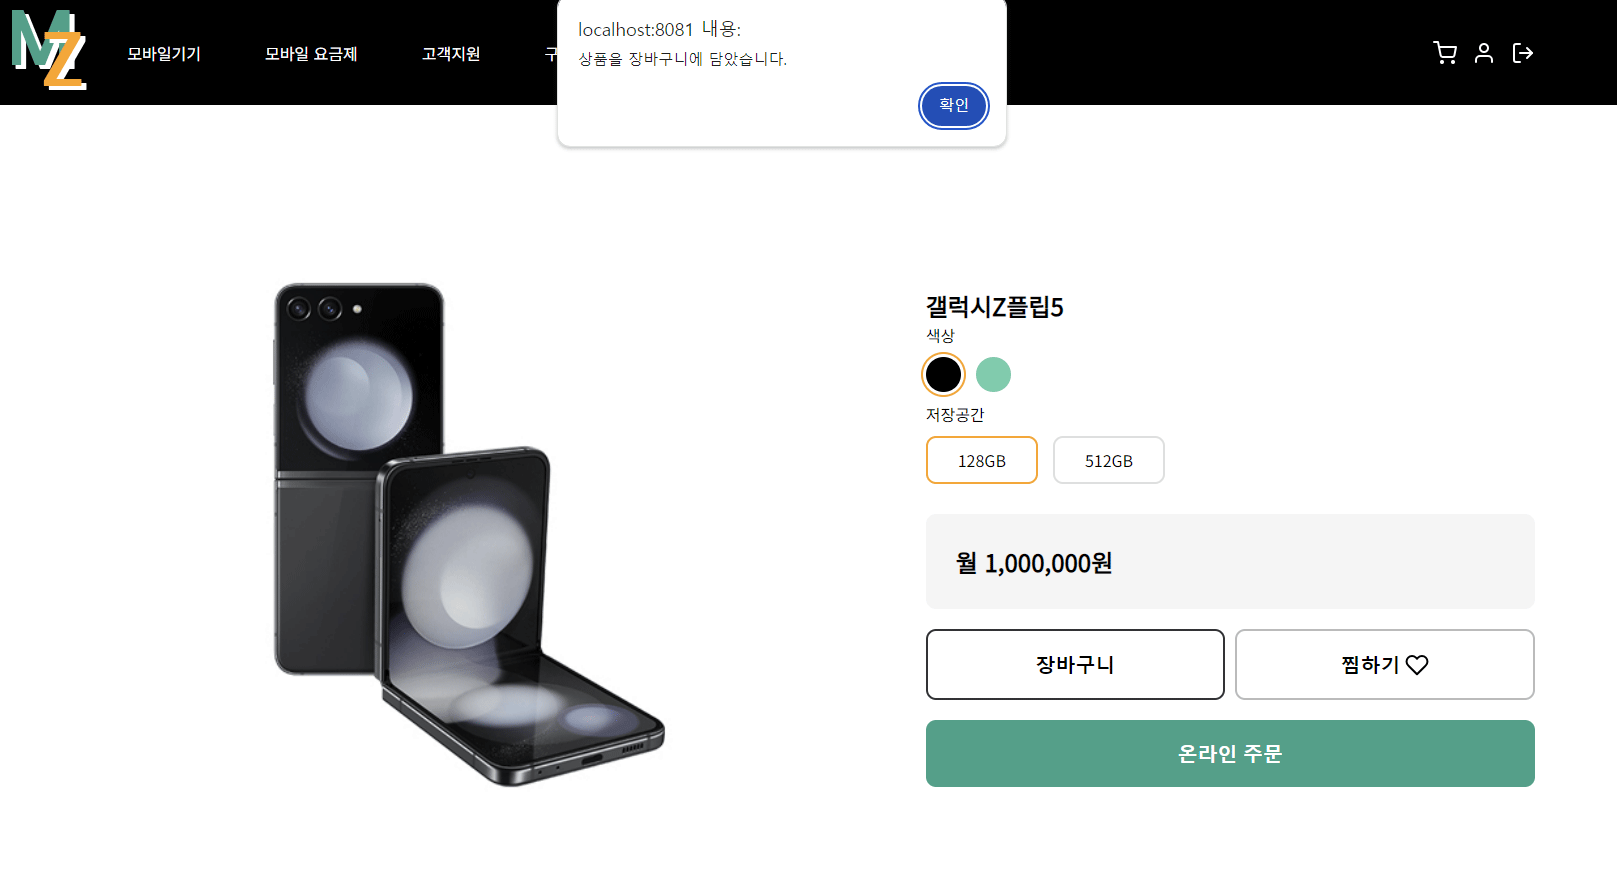 MZ
모바일기기 모바일 요금제 고객지원 구
localhost:8081 내용:
상품을 장바구니에 담았습니다.
확인
갤럭시Z플립5
색상
저장공간
128GB 512GB
월 1,000,000원
장바구니 찜하기
온라인 주문